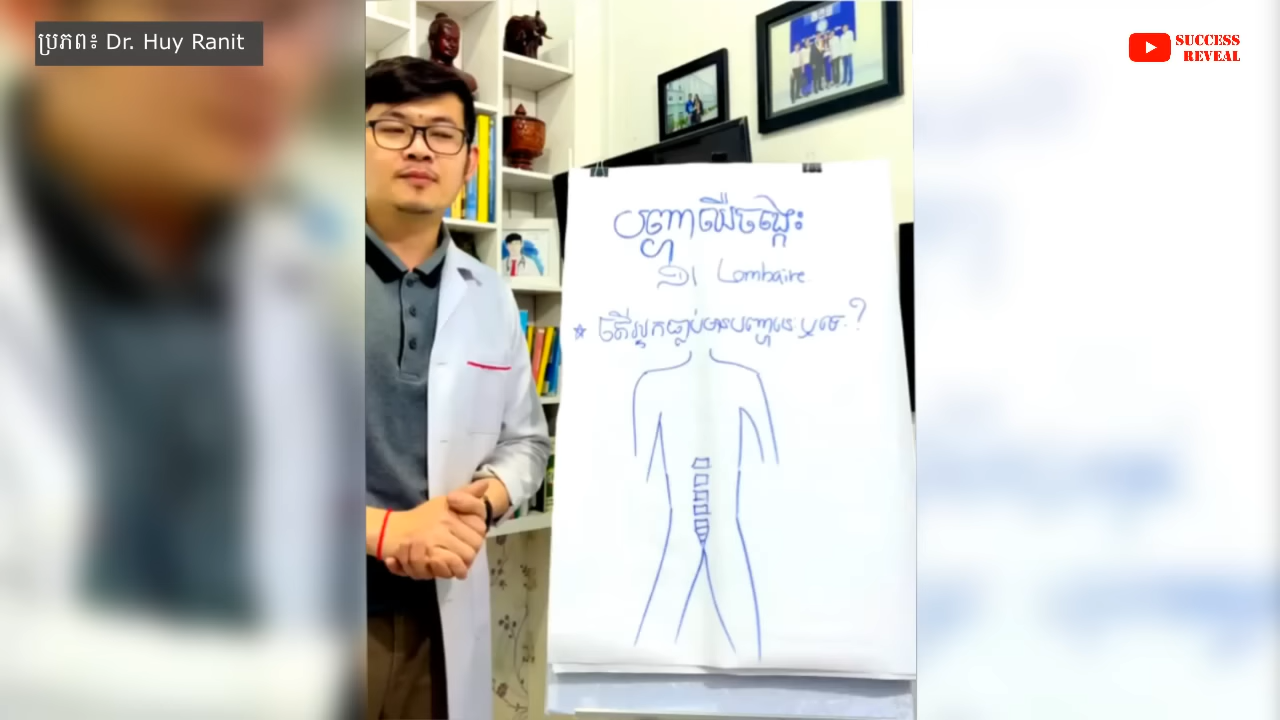 ប្រភព៖ Dr. Huy Ranit
SUCCESS
REVEAL
បញ្ហាឈឺចង្កេះ
១/ Lombaire
* តើអ្នកធ្លាប់មានបញ្ហានេះឬទេ?